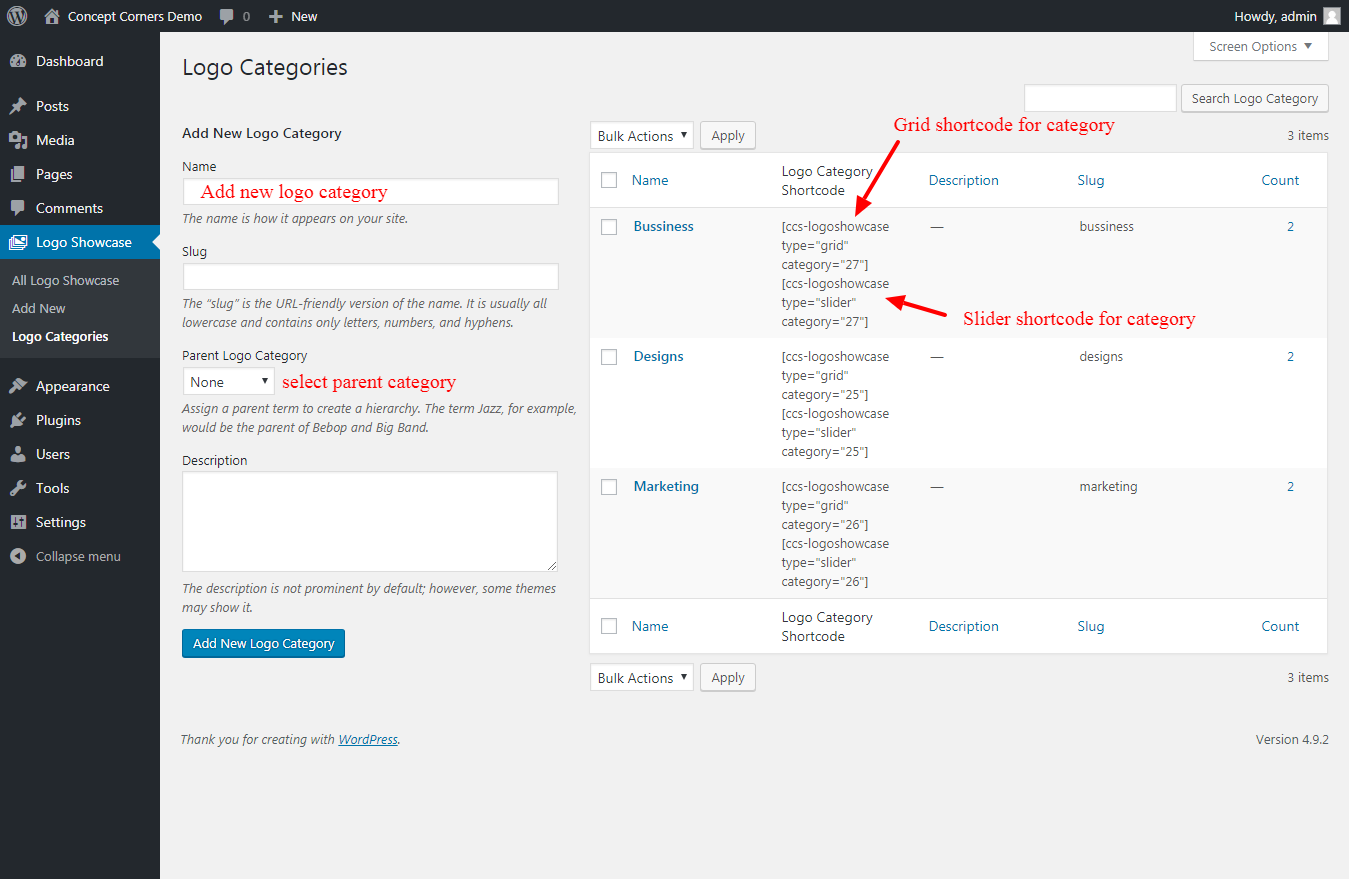 Concept Corners Demo
0
New
Howdy, admin
Dashboard
Posts
Media
Pages
Comments
Logo Showcase
All Logo Showcase
Add New
Logo Categories
Appearance
Plugins
Users
Tools
Settings
Collapse menu
Screen Options
Logo Categories
Search Logo Category
Add New Logo Category
Name
Add new logo category
The name is how it appears on your site.
Slug
The “slug” is the URL-friendly version of the name. It is usually all
lowercase and contains only letters, numbers, and hyphens.
Parent Logo Category
None
select parent category
Assign a parent term to create a hierarchy. The term Jazz, for example,
would be the parent of Bebop and Big Band.
Description
The description is not prominent by default; however, some themes
may show it.
Add New Logo Category
Bulk Actions
Apply
Grid shortcode for category
3 items
Name
Logo Category
Shortcode
Description
Slug
Count
Bussiness
[ccs-logoshowcase
type="grid"
category="27"]
[ccs-logoshowcase
type="slider"
category="27"]
—
bussiness
2
Slider shortcode for category
Designs
[ccs-logoshowcase
type="grid"
category="25"]
[ccs-logoshowcase
type="slider"
category="25"]
—
designs
2
Marketing
[ccs-logoshowcase
type="grid"
category="26"]
[ccs-logoshowcase
type="slider"
category="26"]
—
marketing
2
Name
Logo Category
Shortcode
Description
Slug
Count
Bulk Actions
Apply
3 items
Thank you for creating with WordPress.
Version 4.9.2